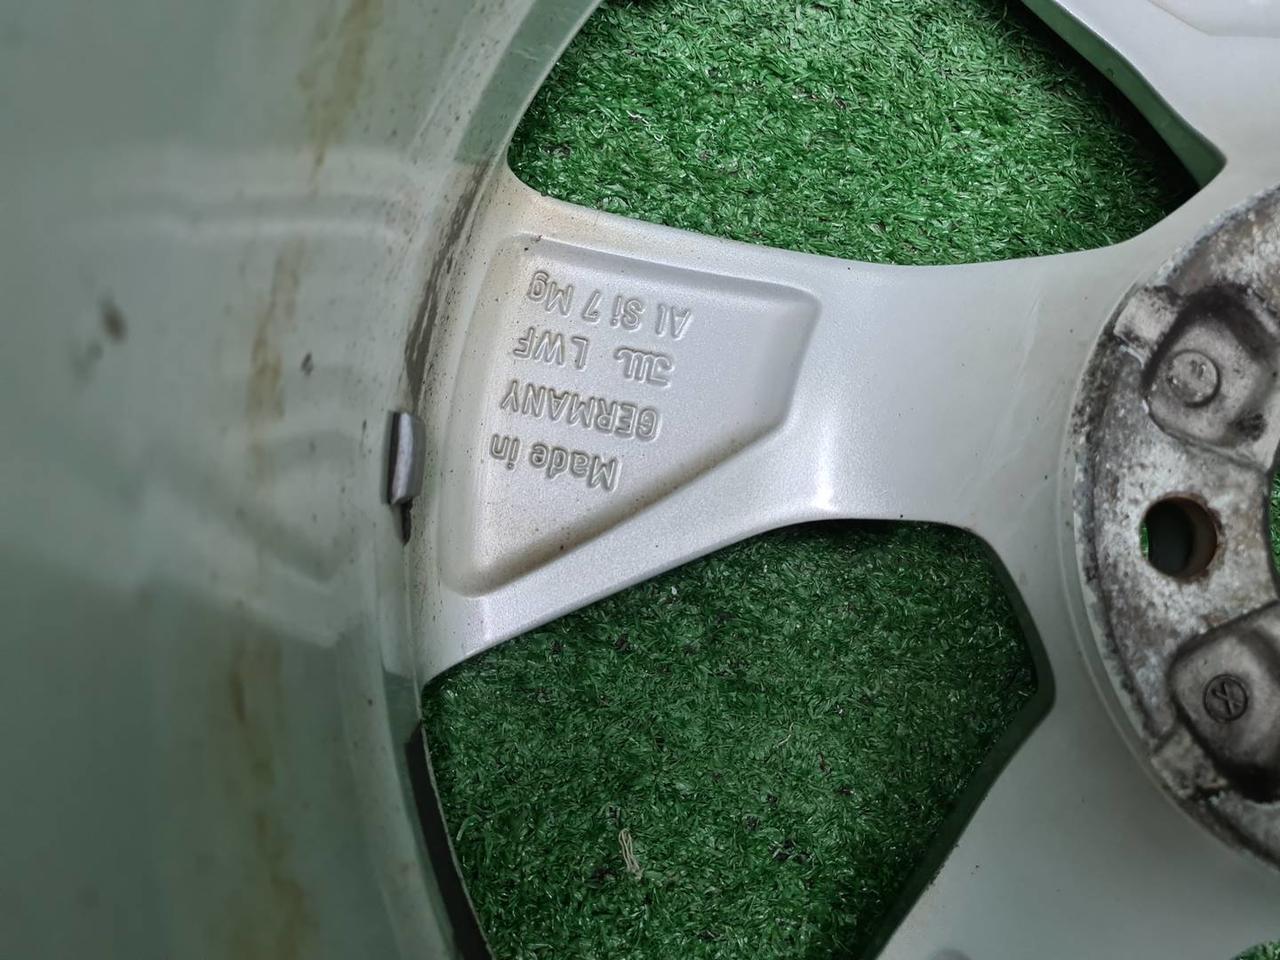 Made in
GERMANY
LWF
Al Si 7 Mg